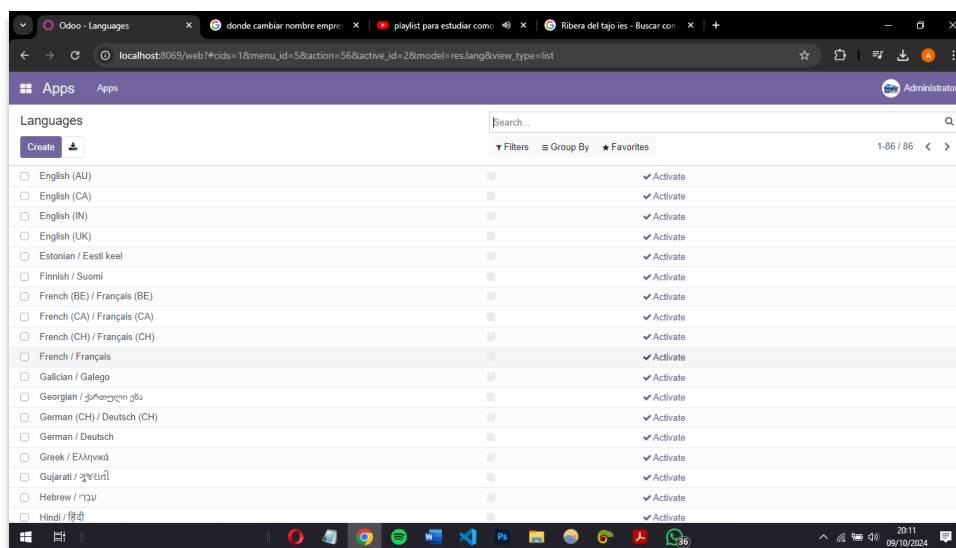 Odoo - Languages
donde cambiar nombre empre
playlist para estudiar como
Ribera del tajo ies - Buscar con
localhost:8069/web?#cids=1&menu_id=5&action=56&active_id=2&model=res.lang&view_type=list
A
Apps Apps Administrato
Languages Search...
Create Filters Group By Favorites 1-86 / 86
English (AU) Activate
English (CA) Activate
English (IN) Activate
English (UK) Activate
Estonian / Eesti keel Activate
Finnish / Suomi Activate
French (BE) / Français (BE) Activate
French (CA) / Français (CA) Activate
French (CH) / Français (CH) Activate
French / Français Activate
Galician / Galego Activate
Georgian / ქართული ენა Activate
German (CH) / Deutsch (CH) Activate
German / Deutsch Activate
Greek / Ελληνικά Activate
Gujarati / ગુજરાતી Activate
Hebrew / עברי Activate
Hindi / हिंदी Activate
W Ps 36
20:11
09/10/2024